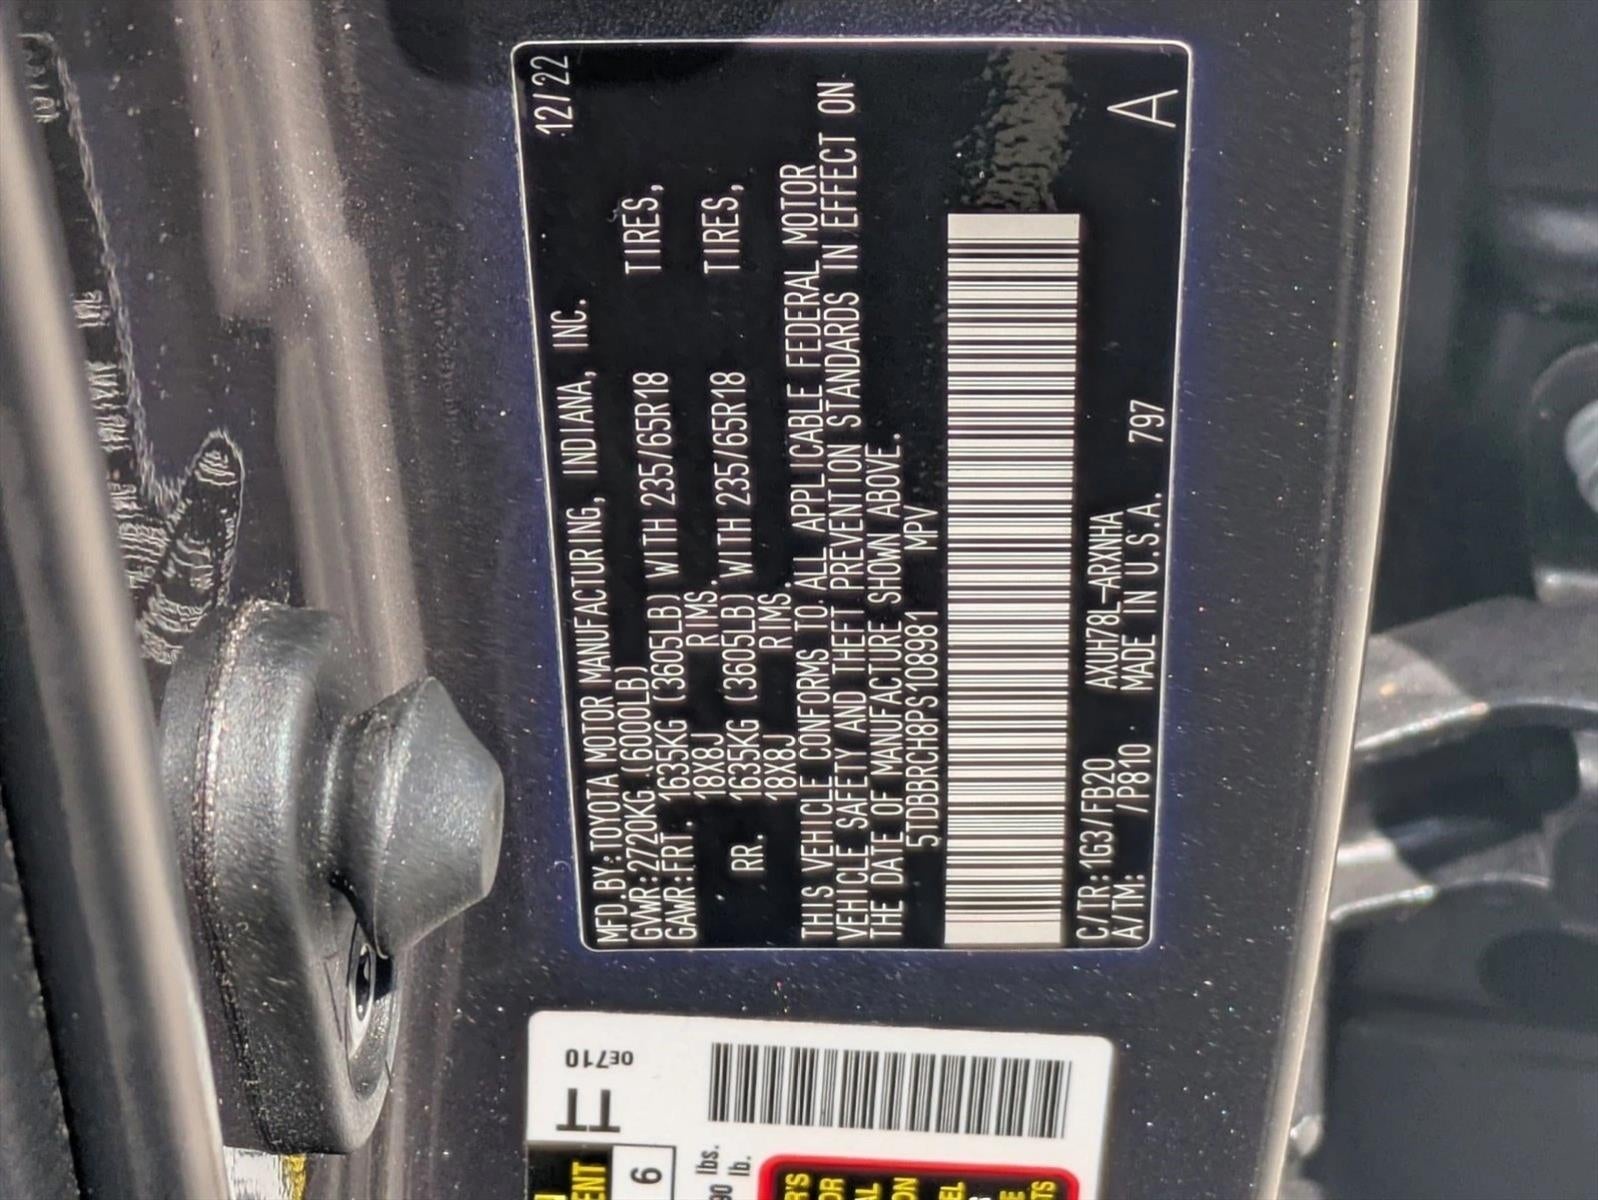 MFD.BY:TOYOTA MOTOR MANUFACTURING, INDIANA, INC. 12/22
GVWR:2720KG (6000LB)
GAWR:FRT. 1635KG (3605LB) WITH 235/65R18 TIRES,
18X8J RIMS.
RR. 1635KG (3605LB) WITH 235/65R18 TIRES,
18X8J RIMS.
THIS VEHICLE CONFORMS TO ALL APPLICABLE FEDERAL MOTOR
VEHICLE SAFETY AND THEFT PREVENTION STANDARDS IN EFFECT ON
THE DATE OF MANUFACTURE SHOWN ABOVE.
5TDBBRCH8PS108981 MPV
C/TR:1G3/FB20 AXUH78L-ARXNHA
A/TM: /P810 MADE IN U.S.A. 797 A
0E710
TT
6
lbs.
lb.